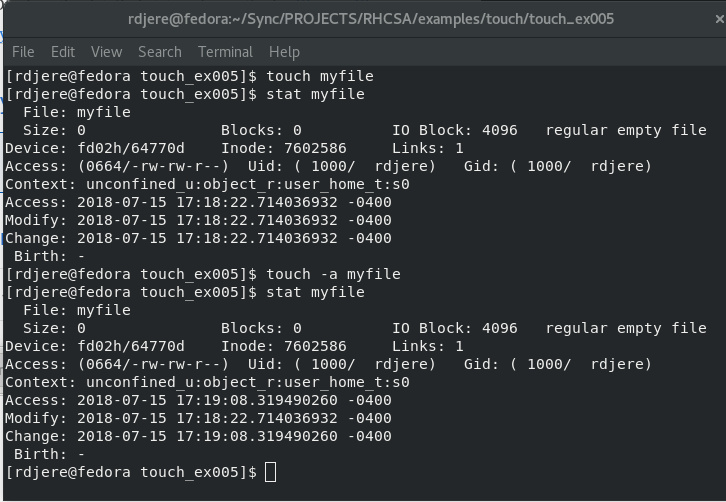 rdjere@fedora:~/Sync/PROJECTS/RHCSA/examples/touch/touch_ex005
File Edit View Search Terminal Help
[rdjere@fedora touch_ex005]$ touch myfile
[rdjere@fedora touch_ex005]$ stat myfile
  File: myfile
  Size: 0               Blocks: 0          IO Block: 4096   regular empty file
Device: fd02h/64770d    Inode: 7602586     Links: 1
Access: (0664/-rw-rw-r--)  Uid: ( 1000/  rdjere)   Gid: ( 1000/  rdjere)
Context: unconfined_u:object_r:user_home_t:s0
Access: 2018-07-15 17:18:22.714036932 -0400
Modify: 2018-07-15 17:18:22.714036932 -0400
Change: 2018-07-15 17:18:22.714036932 -0400
 Birth: -
[rdjere@fedora touch_ex005]$ touch -a myfile
[rdjere@fedora touch_ex005]$ stat myfile
  File: myfile
  Size: 0               Blocks: 0          IO Block: 4096   regular empty file
Device: fd02h/64770d    Inode: 7602586     Links: 1
Access: (0664/-rw-rw-r--)  Uid: ( 1000/  rdjere)   Gid: ( 1000/  rdjere)
Context: unconfined_u:object_r:user_home_t:s0
Access: 2018-07-15 17:19:08.319490260 -0400
Modify: 2018-07-15 17:18:22.714036932 -0400
Change: 2018-07-15 17:19:08.319490260 -0400
 Birth: -
[rdjere@fedora touch_ex005]$